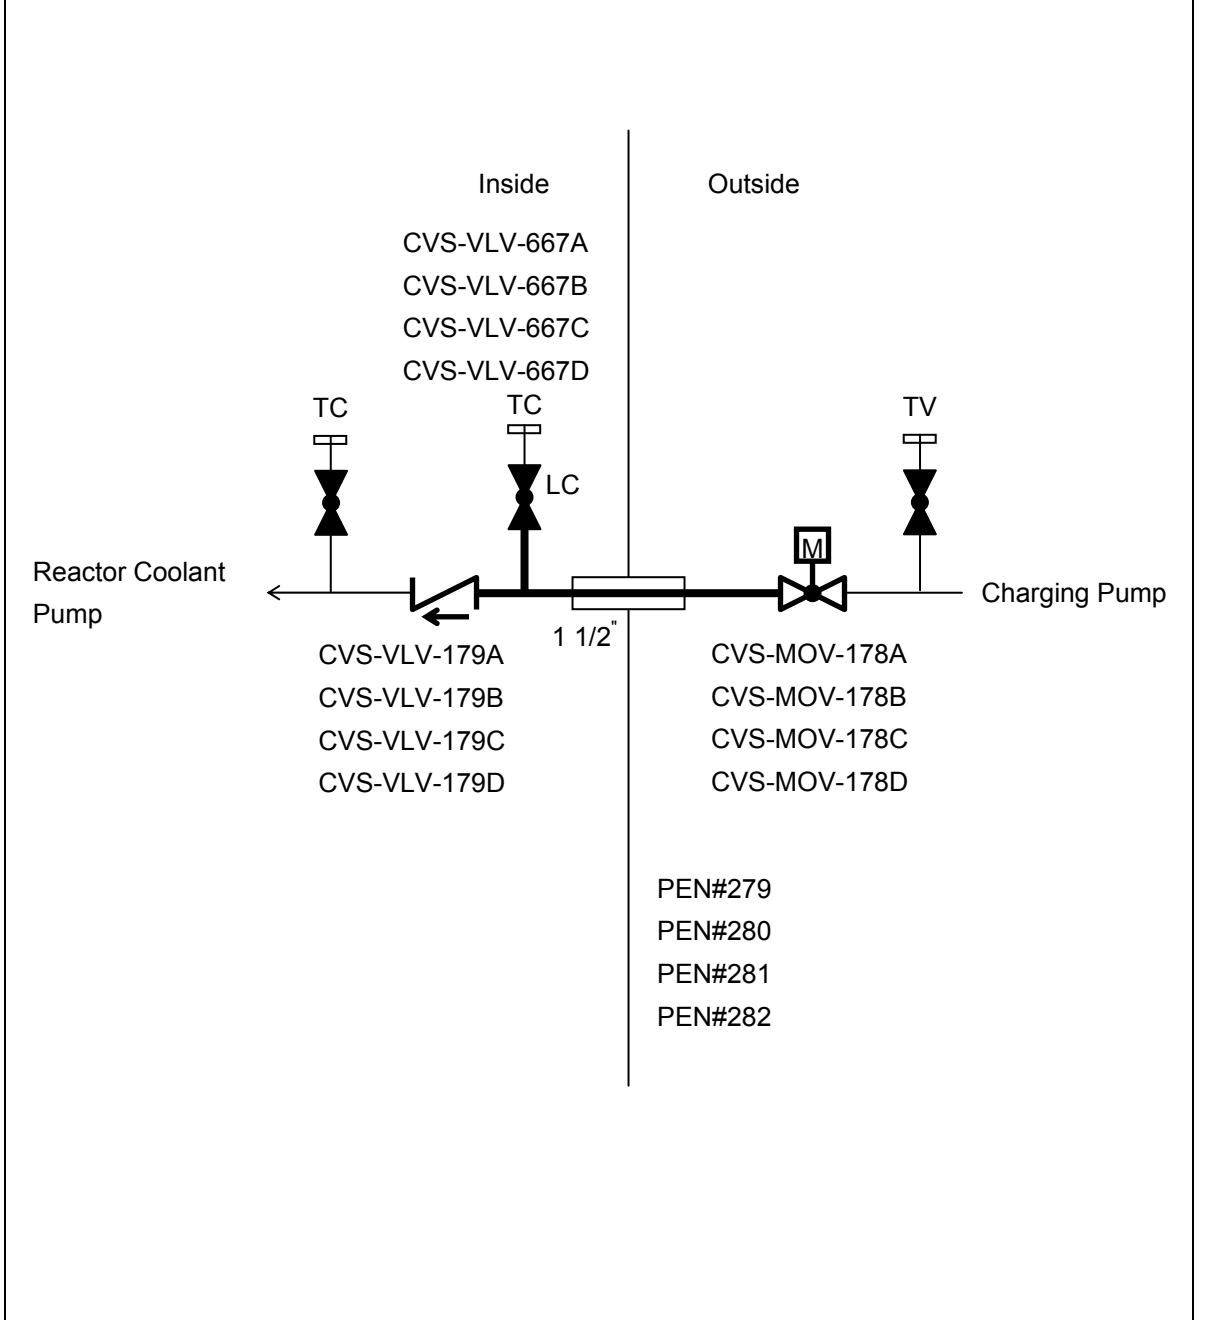 Inside
Outside
CVS-VLV-667A
CVS-VLV-667B
CVS-VLV-667C
CVS-VLV-667D
TC
TC
TV
LC
M
Reactor Coolant
Pump
Charging Pump
1 1/2"
CVS-VLV-179A
CVS-VLV-179B
CVS-VLV-179C
CVS-VLV-179D
CVS-MOV-178A
CVS-MOV-178B
CVS-MOV-178C
CVS-MOV-178D
PEN#279
PEN#280
PEN#281
PEN#282